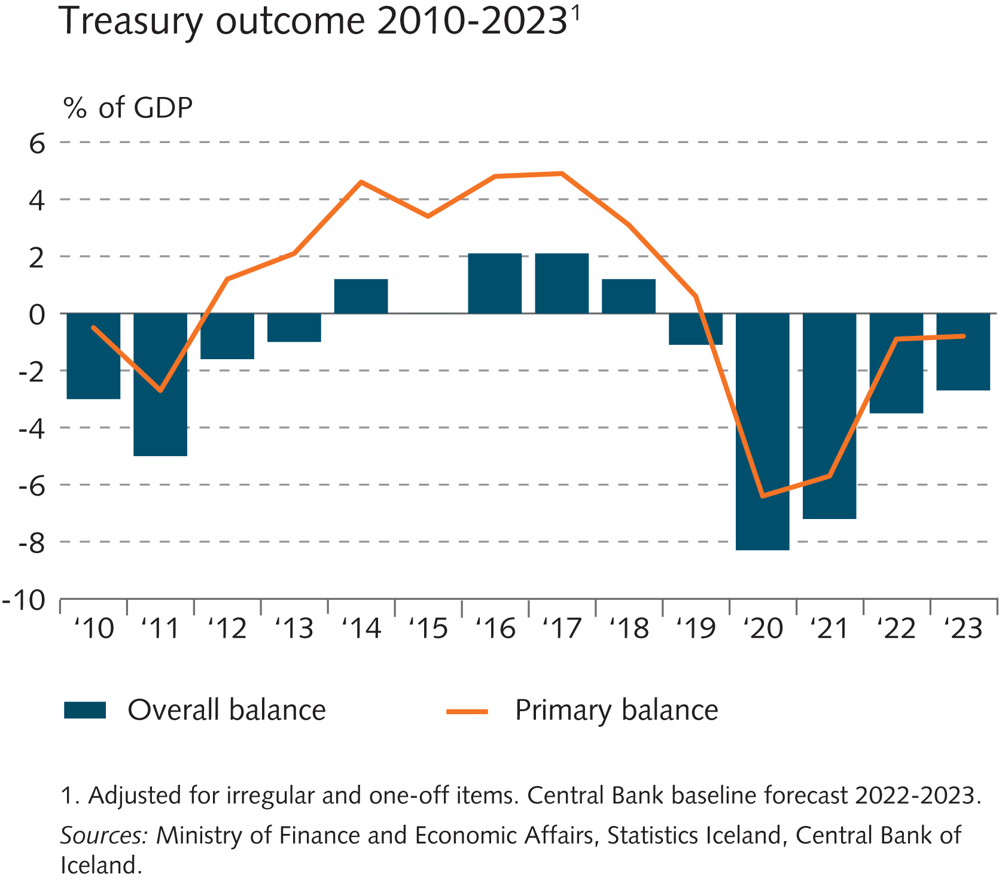 Treasury outcome 2010-2023¹
% of GDP
6
4
2
0
-2
-4
-6
-8
-10
‘10 ‘11 ‘12 ‘13 ‘14 ‘15 ‘16 ‘17 ‘18 ‘19 ‘20 ‘21 ‘22 ‘23
Overall balance Primary balance
1. Adjusted for irregular and one-off items. Central Bank baseline forecast 2022-2023.
Sources: Ministry of Finance and Economic Affairs, Statistics Iceland, Central Bank of
Iceland.